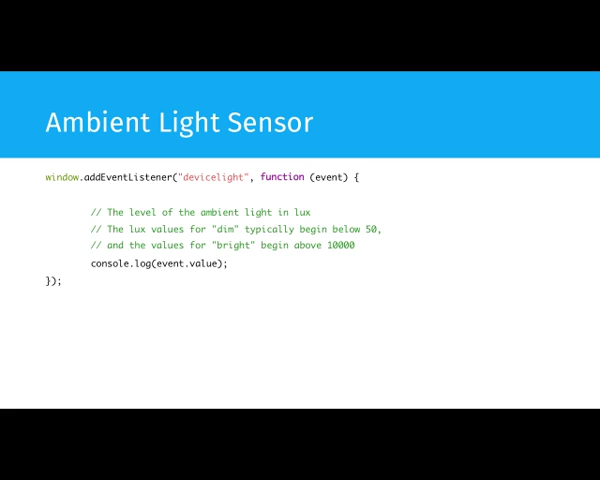 Ambient Light Sensor
window.addEventListener("devicelight", function (event) {
// The level of the ambient light in lux
// The lux values for "dim" typically begin below 50,
// and the values for "bright" begin above 10000
console.log(event.value);
});